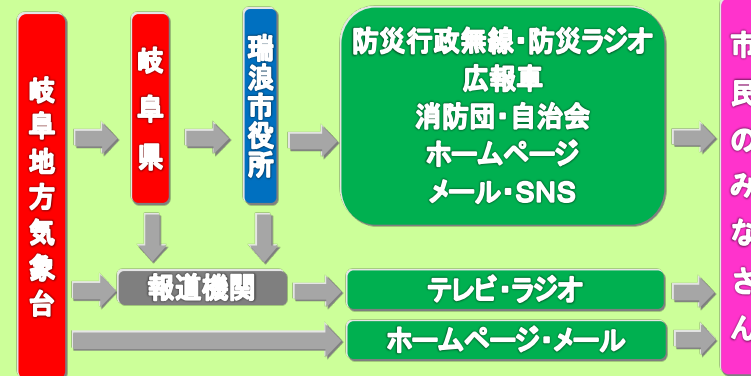 岐阜地方気象台
岐阜県
瑞浪市役所
防災行政無線・防災ラジオ
広報車
消防団・自治会
ホームページ
メール・SNS
報道機関
テレビ・ラジオ
ホームページ・メール
市民のみなさん